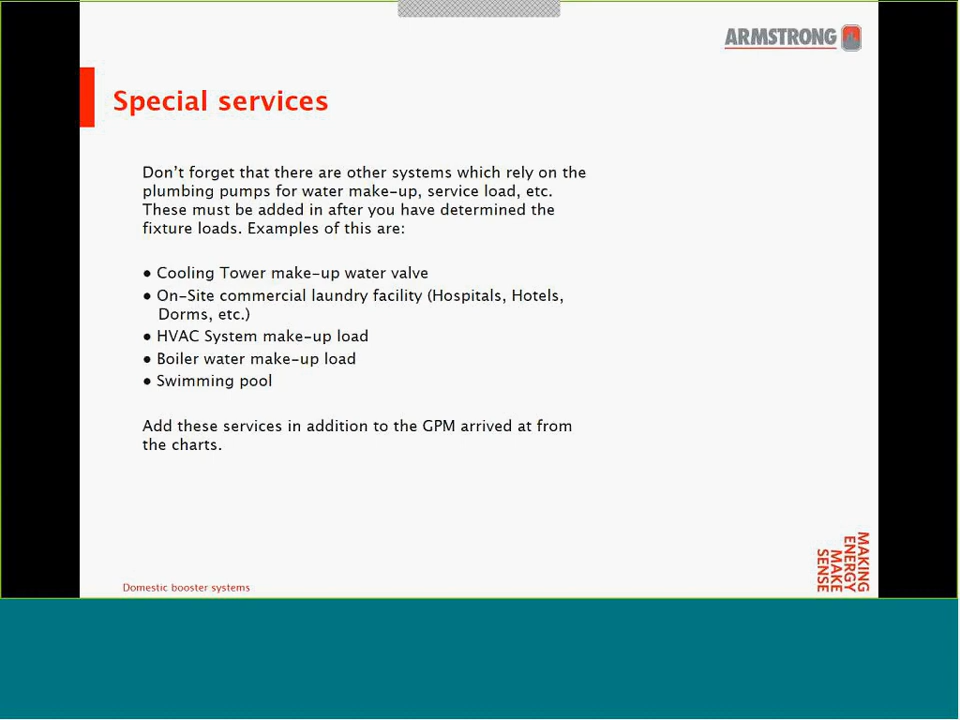 ARMSTRONG
Special services
Don't forget that there are other systems which rely on the
plumbing pumps for water make-up, service load, etc.
These must be added in after you have determined the
fixture loads. Examples of this are:
● Cooling Tower make-up water valve
● On-Site commercial laundry facility (Hospitals, Hotels,
Dorms, etc.)
● HVAC System make-up load
● Boiler water make-up load
● Swimming pool
Add these services in addition to the GPM arrived at from
the charts.
MAKING
ENERGY
MAKE
SENSE
Domestic booster systems